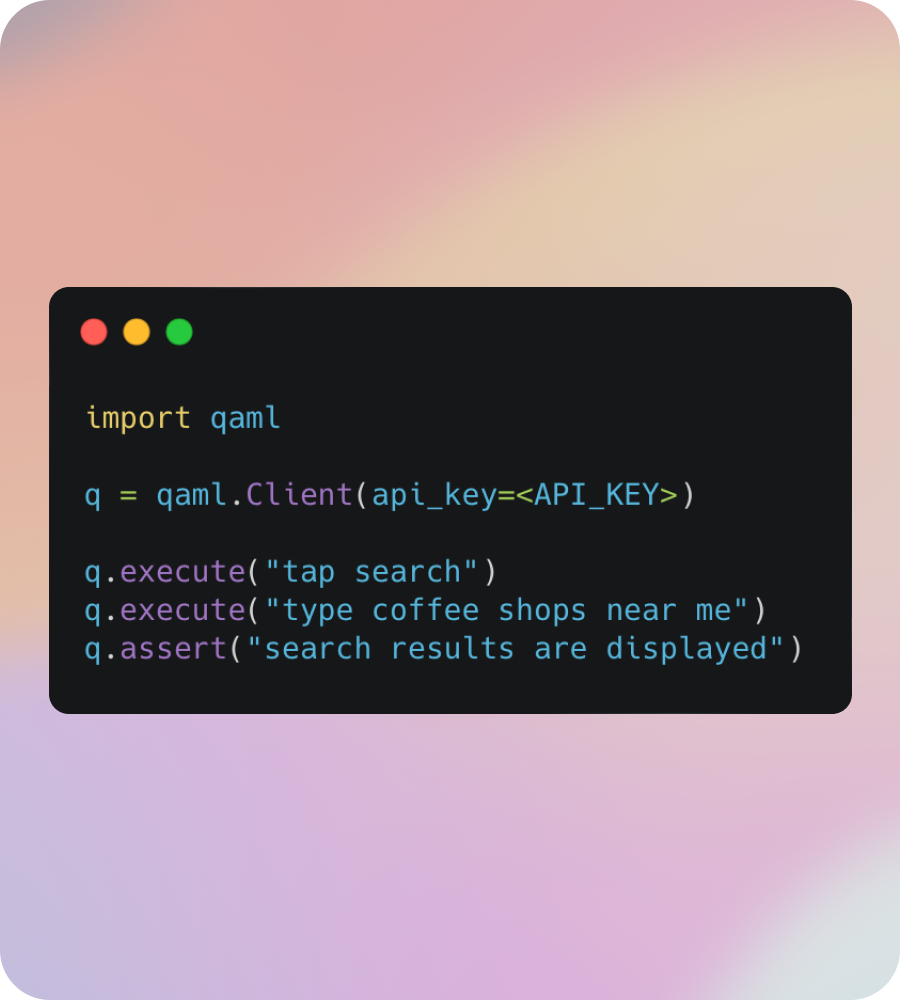 import qaml
q = qaml.Client(api_key=<API_KEY>)
q.execute("tap search")
q.execute("type coffee shops near me")
q.assert("search results are displayed")